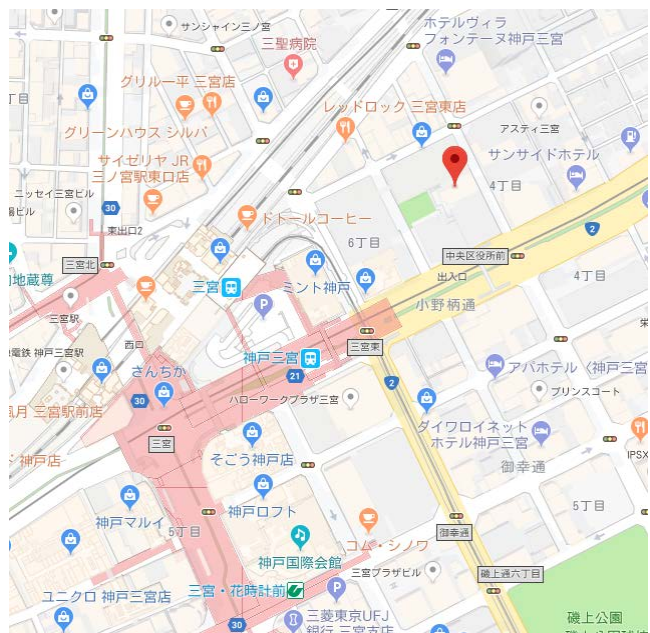 サンシャイン三ノ宮
ホテルヴィラ
フォンテーヌ神戸三宮
三聖病院
グリル一平 三宮店
丁目
レッドロック 三宮東店
アスティ三宮
グリーンハウス シルバ
サイゼリヤ JR
三ノ宮駅東口店
サンサイドホテル
4丁目
ニッセイ三宮ビル
30
陽ビル
東出口2
ドトールコーヒー
6丁目
2
中央区役所前
三宮北
地蔵尊
三宮
ミント神戸
出入口
4丁目
小野柄通
三宮駅
P
西口
電鉄 神戸三宮駅
神戸三宮
三宮東
さんちか
21
アパホテル〈神戸三宮
2
プリンスコート
30
ハローワークプラザ三宮
月 三宮駅前店
ダイワロイネット
ホテル神戸三宮
三宮
神戸店
そごう神戸店
IPSX
御幸通
神戸マルイ
神戸ロフト
5丁目
5丁目
コム・シノワ
御幸通
神戸国際会館
三宮プラザビル
磯上通六丁目
三宮・花時計前
P
ユニクロ 神戸三宮店
三菱東京UFJ
磯上公園
30
銀行 三宮支店